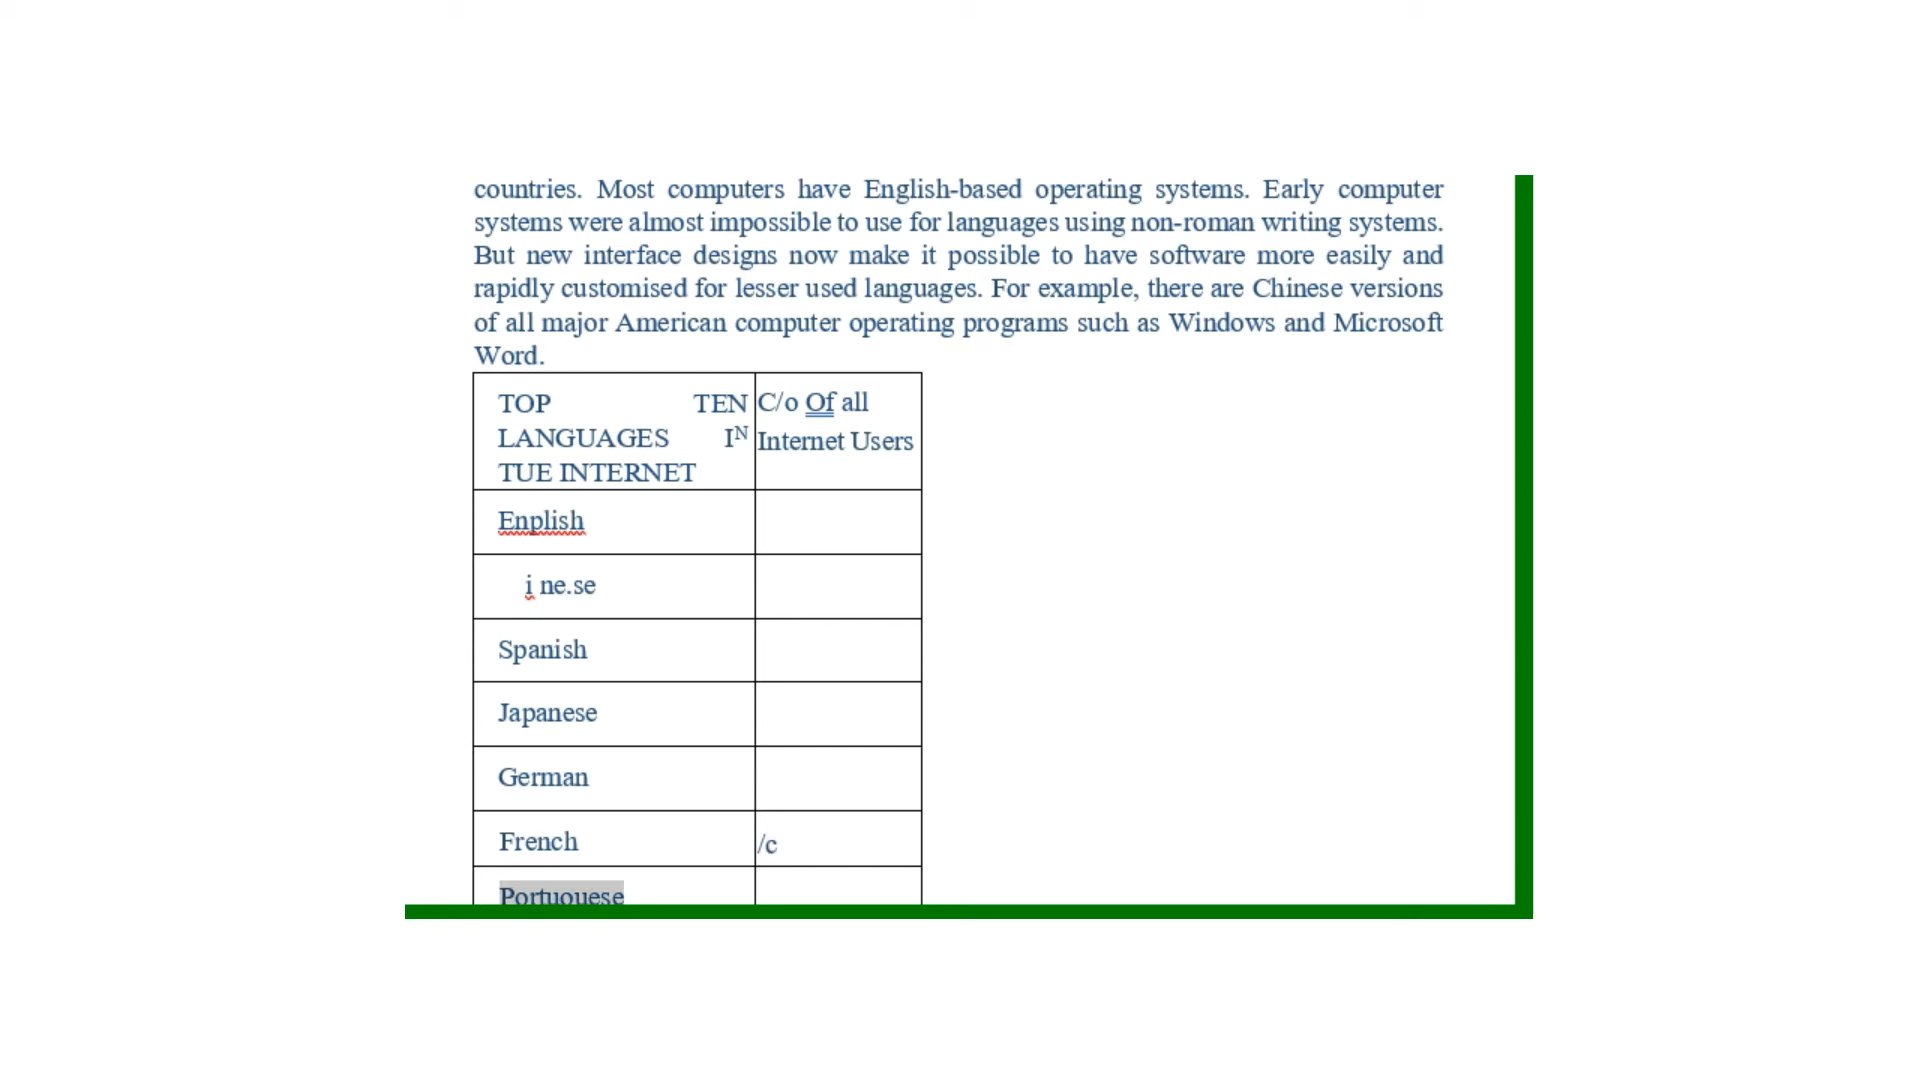 countries. Most computers have English-based operating systems. Early computer
systems were almost impossible to use for languages using non-roman writing systems.
But new interface designs now make it possible to have software more easily and
rapidly customised for lesser used languages. For example, there are Chinese versions
of all major American computer operating programs such as Windows and Microsoft
Word.
TOP TEN
LANGUAGES IN
TUE INTERNET
C/o Of all
Internet Users
Enplish
i ne.se
Spanish
Japanese
German
French /c
Portuouese